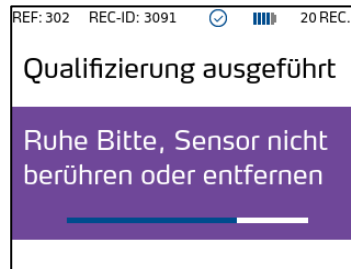 REF: 302 REC-ID: 3091 20 REC.
Qualifizierung ausgeführt
Ruhe Bitte, Sensor nicht
berühren oder entfernen